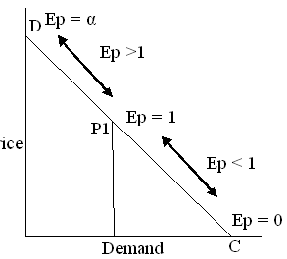 D Ep = α
Ep >1
Ep = 1
P1
rice
Ep < 1
Ep = 0
Demand
C